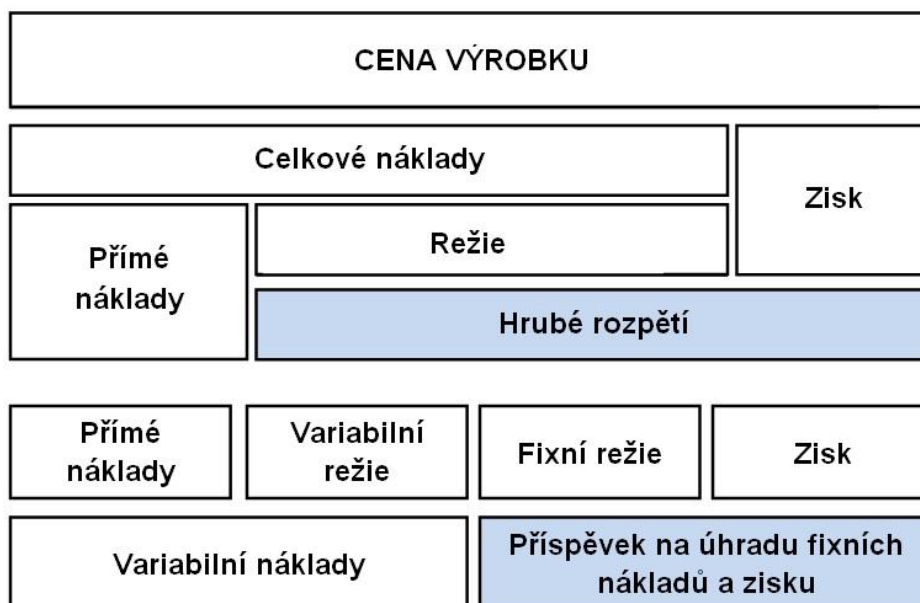 CENA VÝROBKU
Celkové náklady
Zisk
Přímé
náklady
Režie
Hrubé rozpětí
Přímé
náklady
Variabilní
režie
Fixní režie
Zisk
Variabilní náklady
Příspěvek na úhradu fixních
nákladů a zisku